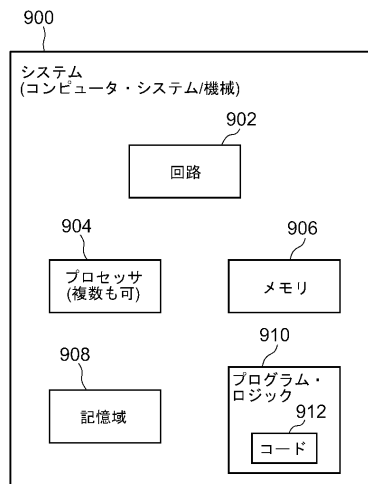 900
システム
(コンピュータ・システム/機械)
902
回路
904
プロセッサ
(複数も可)
906
メモリ
908
記憶域
910
プログラム・
ロジック
912
コード